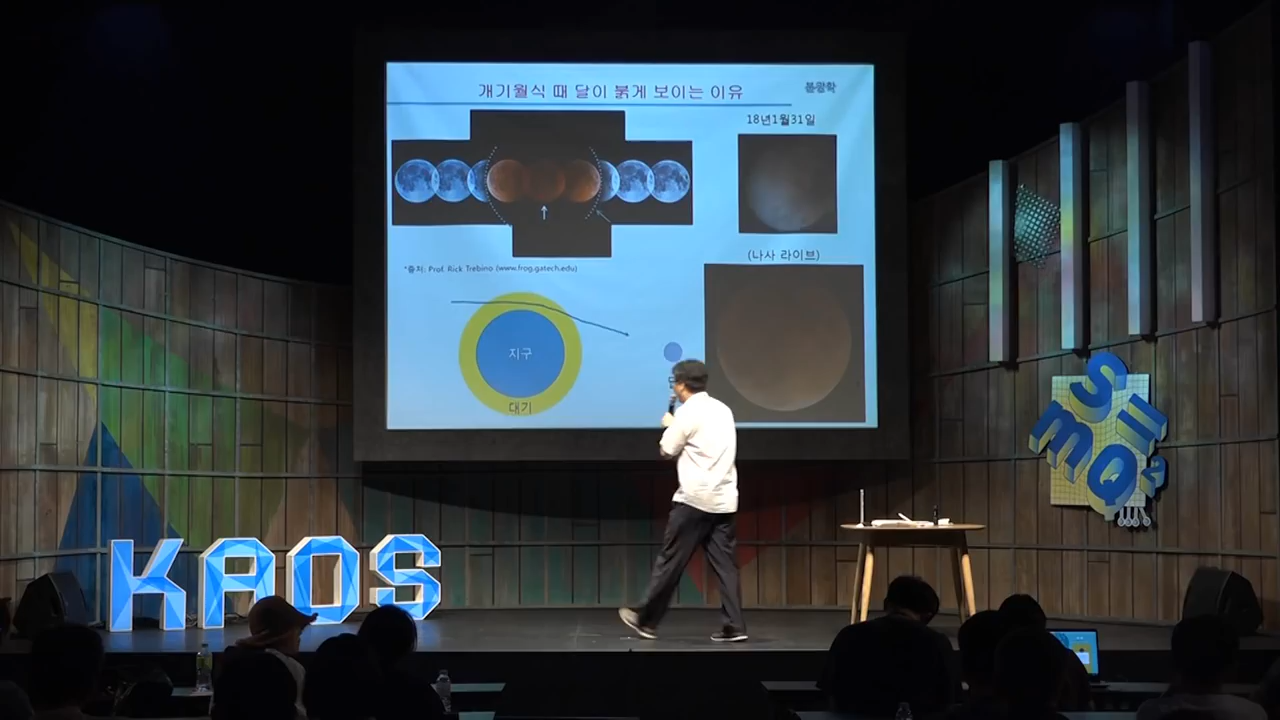 개기월식 때 달이 붉게 보이는 이유
분광학
18년1월31일
*출처: Prof. Rick Trebino (www.frog.gatech.edu)
(나사 라이브)
지구
대기
KAOS